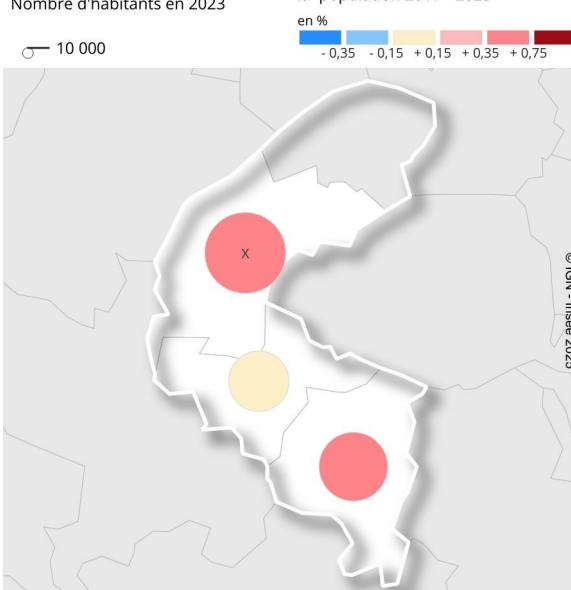 Nombre d'habitants en 2023
en %
10 000
- 0,35 - 0,15 + 0,15 + 0,35 + 0,75
X
© IGN - Insee 2025